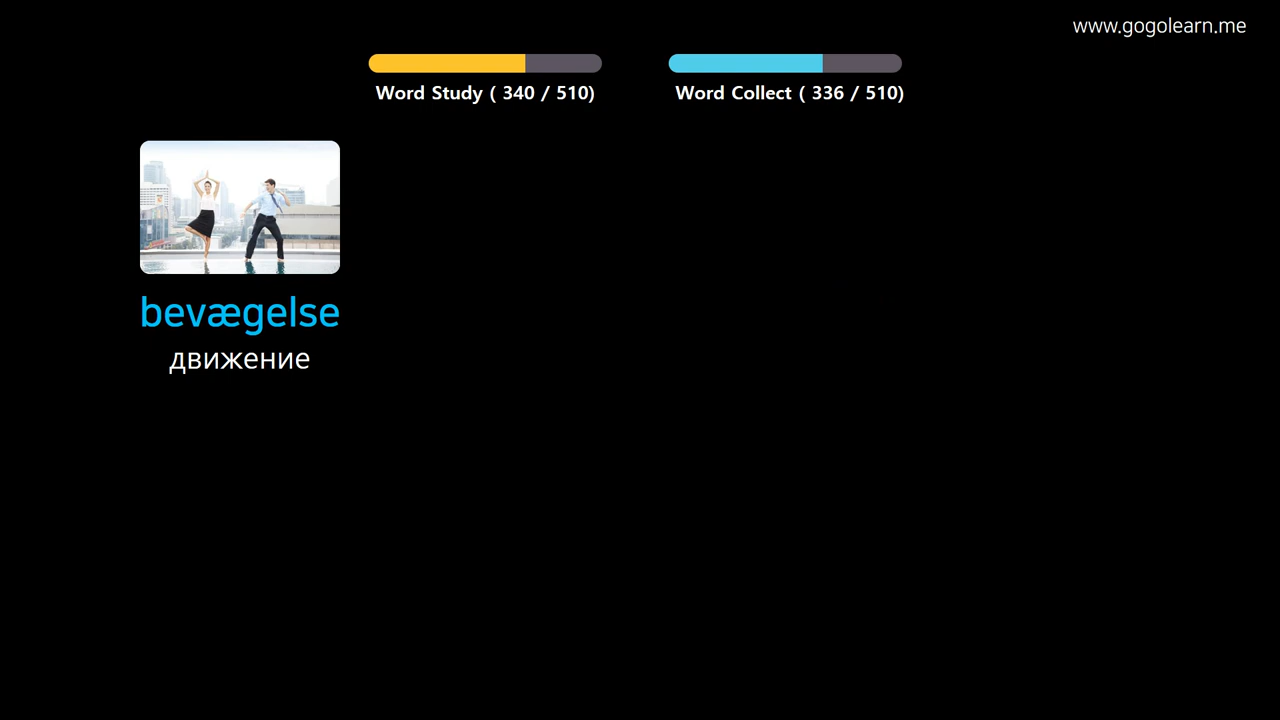 www.gogolearn.me
Word Study ( 340 / 510)
Word Collect ( 336 / 510)
bevægelse
движение